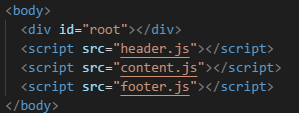 <body>
  <div id="root"></div>
  <script src="header.js"></script>
  <script src="content.js"></script>
  <script src="footer.js"></script>
</body>